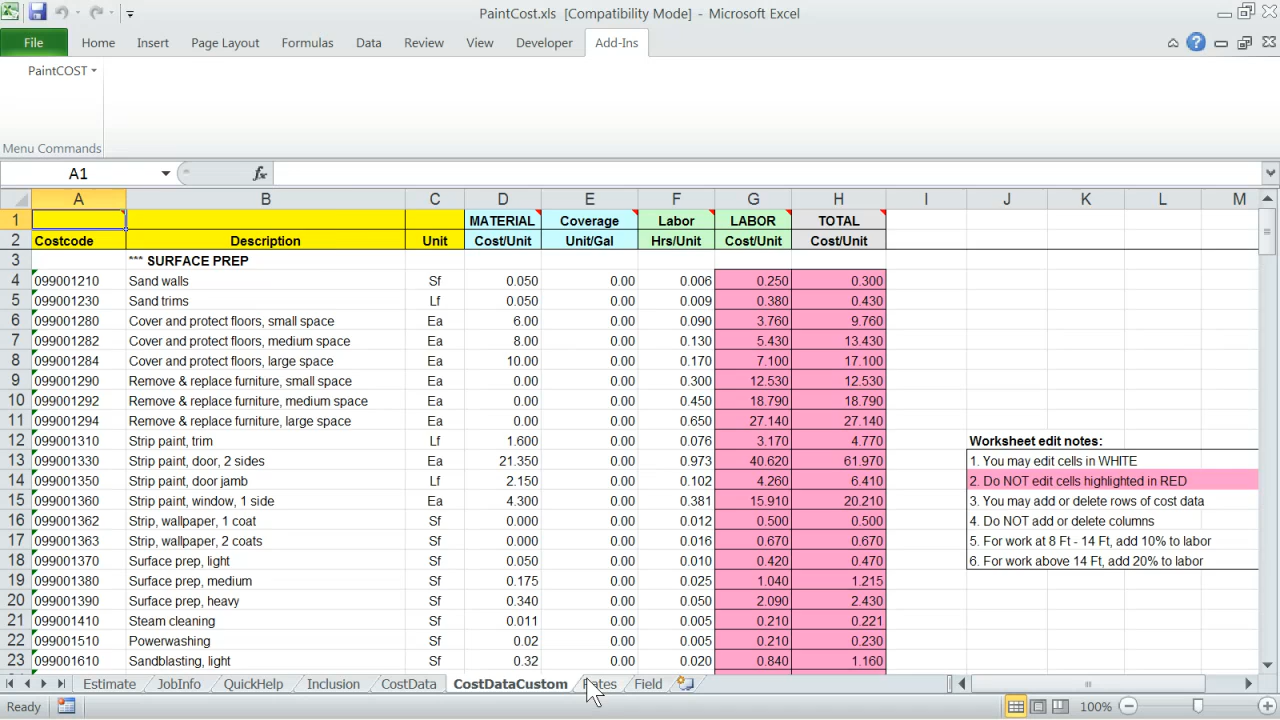 PaintCost.xls [Compatibility Mode] - Microsoft Excel
File Home Insert Page Layout Formulas Data Review View Developer Add-Ins
PaintCOST
Menu Commands
A1 fx
A B C D E F G H I J K L M
1 MATERIAL Coverage Labor LABOR TOTAL
2 Costcode Description Unit Cost/Unit Unit/Gal Hrs/Unit Cost/Unit Cost/Unit
3 *** SURFACE PREP
4 099001210 Sand walls Sf 0.050 0.00 0.006 0.250 0.300
5 099001230 Sand trims Lf 0.050 0.00 0.009 0.380 0.430
6 099001280 Cover and protect floors, small space Ea 6.00 0.00 0.090 3.760 9.760
7 099001282 Cover and protect floors, medium space Ea 8.00 0.00 0.130 5.430 13.430
8 099001284 Cover and protect floors, large space Ea 10.00 0.00 0.170 7.100 17.100
9 099001290 Remove & replace furniture, small space Ea 0.00 0.00 0.300 12.530 12.530
10 099001292 Remove & replace furniture, medium space Ea 0.00 0.00 0.450 18.790 18.790
11 099001294 Remove & replace furniture, large space Ea 0.00 0.00 0.650 27.140 27.140
12 099001310 Strip paint, trim Lf 1.600 0.00 0.076 3.170 4.770 Worksheet edit notes:
13 099001330 Strip paint, door, 2 sides Ea 21.350 0.00 0.973 40.620 61.970 1. You may edit cells in WHITE
14 099001350 Strip paint, door jamb Lf 2.150 0.00 0.102 4.260 6.410 2. Do NOT edit cells highlighted in RED
15 099001360 Strip paint, window, 1 side Ea 4.300 0.00 0.381 15.910 20.210 3. You may add or delete rows of cost data
16 099001362 Strip, wallpaper, 1 coat Sf 0.000 0.00 0.012 0.500 0.500 4. Do NOT add or delete columns
17 099001363 Strip, wallpaper, 2 coats Sf 0.000 0.00 0.016 0.670 0.670 5. For work at 8 Ft - 14 Ft, add 10% to labor
18 099001370 Surface prep, light Sf 0.050 0.00 0.010 0.420 0.470 6. For work above 14 Ft, add 20% to labor
19 099001380 Surface prep, medium Sf 0.175 0.00 0.025 1.040 1.215
20 099001390 Surface prep, heavy Sf 0.340 0.00 0.050 2.090 2.430
21 099001410 Steam cleaning Sf 0.011 0.00 0.005 0.210 0.221
22 099001510 Powerwashing Sf 0.02 0.00 0.005 0.210 0.230
23 099001610 Sandblasting, light Sf 0.32 0.00 0.020 0.840 1.160
Estimate JobInfo QuickHelp Inclusion CostData CostDataCustom Rates Field
Ready 100%